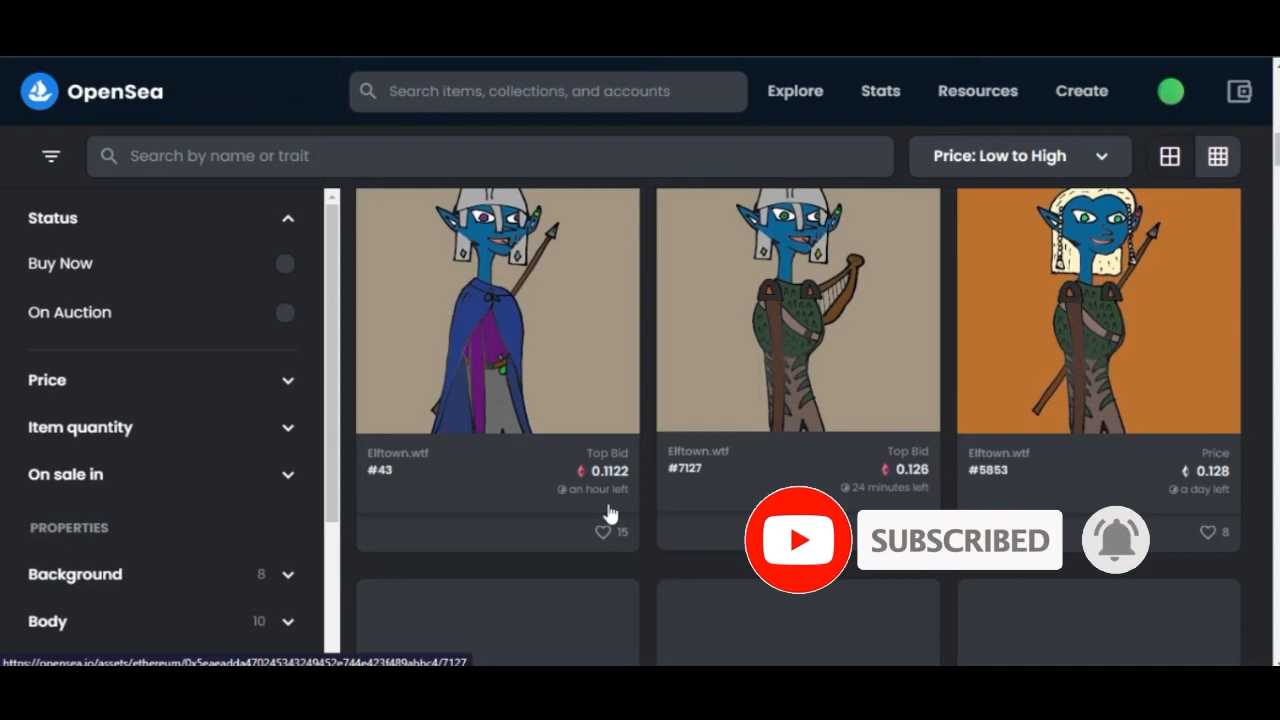 OpenSea
Search items, collections, and accounts
Explore
Stats
Resources
Create
Search by name or trait
Price: Low to High
Status
Buy Now
On Auction
Price
Item quantity
On sale in
PROPERTIES
Background 8
Body 10
Elftown.wtf Top Bid
#43 0.1122
an hour left
15
Elftown.wtf Top Bid
#7127 0.126
24 minutes left
Elftown.wtf Price
#5853 0.128
a day left
8
SUBSCRIBED